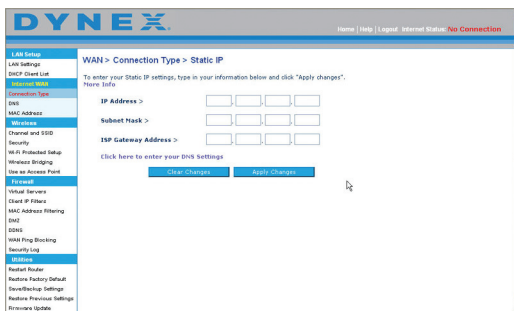 DYNEX
Home | Help | Logout Internet Status: No Connection
LAN Setup
LAN Settings
DHCP Client List
Internet WAN
Connection Type
DNS
MAC Address
Wireless
Channel and SSID
Security
Wi-Fi Protected Setup
Wireless Bridging
Use as Access Point
Firewall
Virtual Servers
Client IP Filters
MAC Address Filtering
DMZ
DDNS
WAN Ping Blocking
Security Log
Utilities
Restart Router
Restore Factory Default
Save/Backup Settings
Restore Previous Settings
Firmware Update
WAN > Connection Type > Static IP
To enter your Static IP settings, type in your information below and click "Apply changes".
More Info
IP Address >
Subnet Mask >
ISP Gateway Address >
Click here to enter your DNS Settings
Clear Changes
Apply Changes